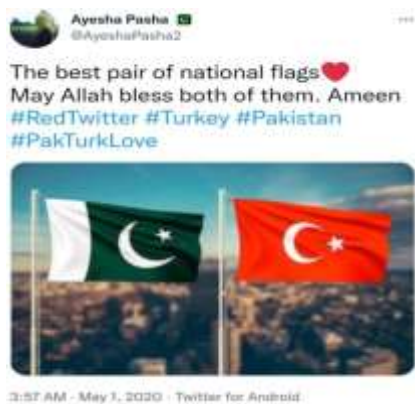 Ayesha Pasha
@AyeshaPasha2
The best pair of national flags
May Allah bless both of them. Ameen
#RedTwitter #Turkey #Pakistan
#PakTurkLove
3:57 AM · May 1, 2020 · Twitter for Android